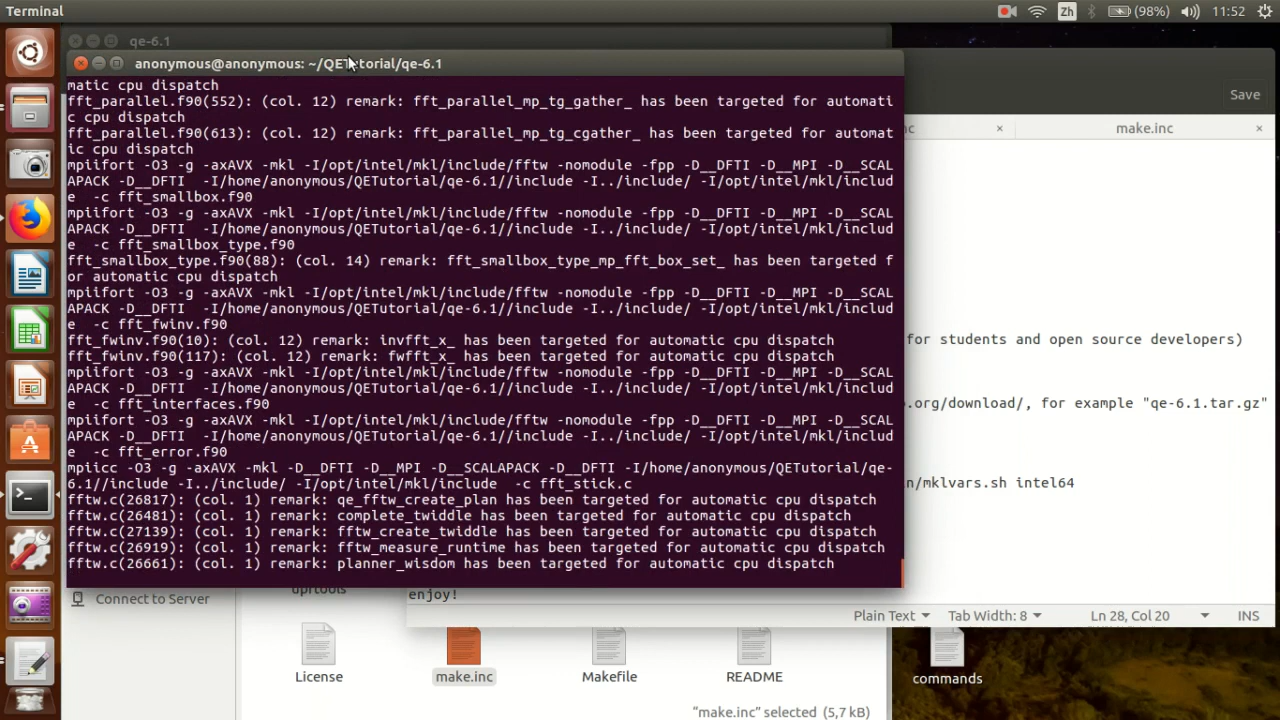 Terminal
Zh
(98%)
11:52
qe-6.1
anonymous@anonymous: ~/QETutorial/qe-6.1
Save
make.inc
matic cpu dispatch
fft_parallel.f90(552): (col. 12) remark: fft_parallel_mp_tg_gather_ has been targeted for automati
c cpu dispatch
fft_parallel.f90(613): (col. 12) remark: fft_parallel_mp_tg_cgather_ has been targeted for automat
ic cpu dispatch
mpiifort -O3 -g -axAVX -mkl -I/opt/intel/mkl/include/fftw -nomodule -fpp -D__DFTI -D__MPI -D__SCAL
APACK -D__DFTI  -I/home/anonymous/QETutorial/qe-6.1//include -I../include/ -I/opt/intel/mkl/includ
e  -c fft_smallbox.f90
mpiifort -O3 -g -axAVX -mkl -I/opt/intel/mkl/include/fftw -nomodule -fpp -D__DFTI -D__MPI -D__SCAL
APACK -D__DFTI  -I/home/anonymous/QETutorial/qe-6.1//include -I../include/ -I/opt/intel/mkl/includ
e  -c fft_smallbox_type.f90
fft_smallbox_type.f90(88): (col. 14) remark: fft_smallbox_type_mp_fft_box_set_ has been targeted f
or automatic cpu dispatch
mpiifort -O3 -g -axAVX -mkl -I/opt/intel/mkl/include/fftw -nomodule -fpp -D__DFTI -D__MPI -D__SCAL
APACK -D__DFTI  -I/home/anonymous/QETutorial/qe-6.1//include -I../include/ -I/opt/intel/mkl/includ
e  -c fft_fwinv.f90
fft_fwinv.f90(10): (col. 12) remark: invfft_x_ has been targeted for automatic cpu dispatch
fft_fwinv.f90(117): (col. 12) remark: fwfft_x_ has been targeted for automatic cpu dispatch
mpiifort -O3 -g -axAVX -mkl -I/opt/intel/mkl/include/fftw -nomodule -fpp -D__DFTI -D__MPI -D__SCAL
APACK -D__DFTI  -I/home/anonymous/QETutorial/qe-6.1//include -I../include/ -I/opt/intel/mkl/includ
e  -c fft_interfaces.f90
mpiifort -O3 -g -axAVX -mkl -I/opt/intel/mkl/include/fftw -nomodule -fpp -D__DFTI -D__MPI -D__SCAL
APACK -D__DFTI  -I/home/anonymous/QETutorial/qe-6.1//include -I../include/ -I/opt/intel/mkl/includ
e  -c fft_error.f90
mpiicc -O3 -g -axAVX -mkl -D__DFTI -D__MPI -D__SCALAPACK -D__DFTI -I/home/anonymous/QETutorial/qe-
6.1//include -I../include/ -I/opt/intel/mkl/include  -c fft_stick.c
fftw.c(26817): (col. 1) remark: qe_fftw_create_plan has been targeted for automatic cpu dispatch
fftw.c(26481): (col. 1) remark: complete_twiddle has been targeted for automatic cpu dispatch
fftw.c(27139): (col. 1) remark: fftw_create_twiddle has been targeted for automatic cpu dispatch
fftw.c(26919): (col. 1) remark: fftw_measure_runtime has been targeted for automatic cpu dispatch
fftw.c(26661): (col. 1) remark: planner_wisdom has been targeted for automatic cpu dispatch
for students and open source developers)
.org/download/, for example "qe-6.1.tar.gz"
n/mklvars.sh intel64
enjoy!
Plain Text
Tab Width: 8
Ln 28, Col 20
INS
Connect to Server
License
make.inc
Makefile
README
commands
"make.inc" selected (5,7 kB)